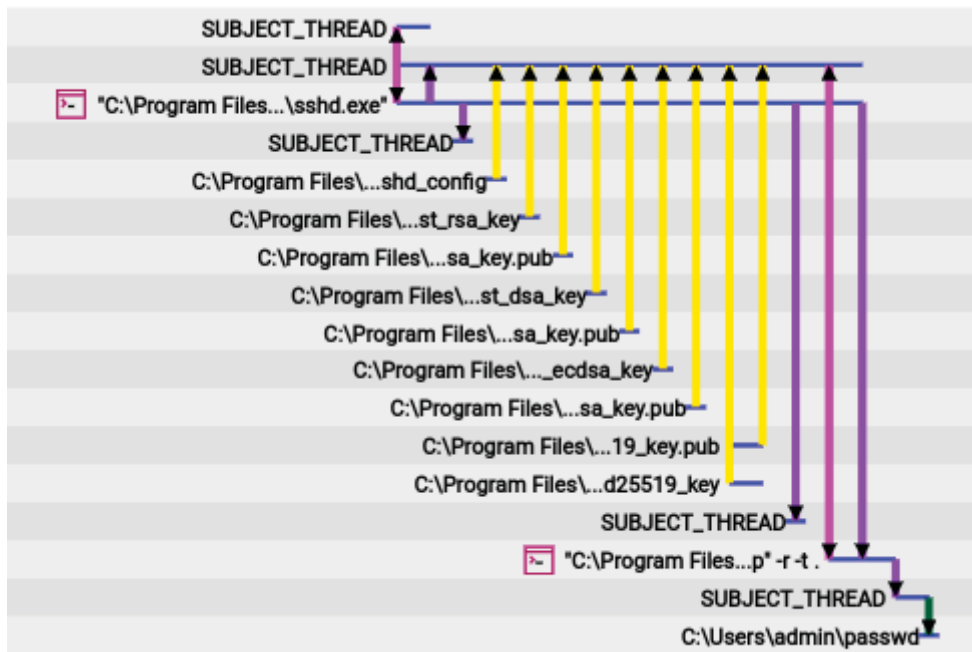 SUBJECT_THREAD
SUBJECT_THREAD
"C:\Program Files...\sshd.exe"
SUBJECT_THREAD
C:\Program Files\...shd_config
C:\Program Files\...st_rsa_key
C:\Program Files\...sa_key.pub
C:\Program Files\...st_dsa_key
C:\Program Files\...sa_key.pub
C:\Program Files\..._ecdsa_key
C:\Program Files\...sa_key.pub
C:\Program Files\...19_key.pub
C:\Program Files\...d25519_key
SUBJECT_THREAD
"C:\Program Files...p" -r -t .
SUBJECT_THREAD
C:\Users\admin\passwd